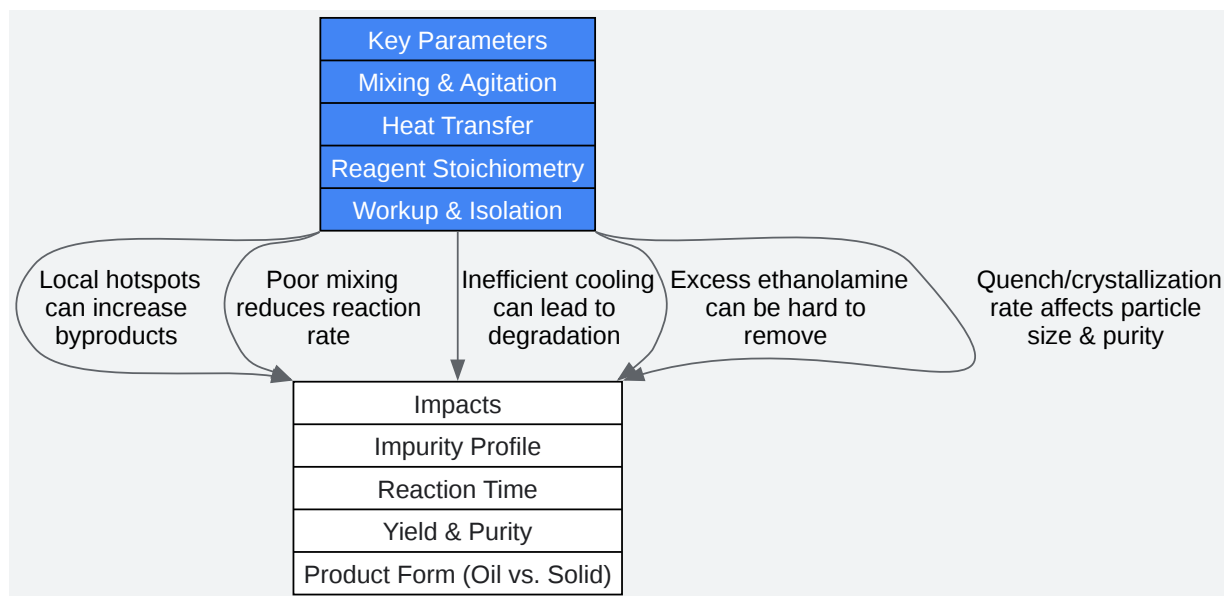 Key Parameters
Mixing & Agitation
Heat Transfer
Reagent Stoichiometry
Workup & Isolation
Local hotspots
can increase
byproducts
Poor mixing
reduces reaction
rate
Inefficient cooling
can lead to
degradation
Excess ethanolamine
can be hard to
remove
Quench/crystallization
rate affects particle
size & purity
Impacts
Impurity Profile
Reaction Time
Yield & Purity
Product Form (Oil vs. Solid)